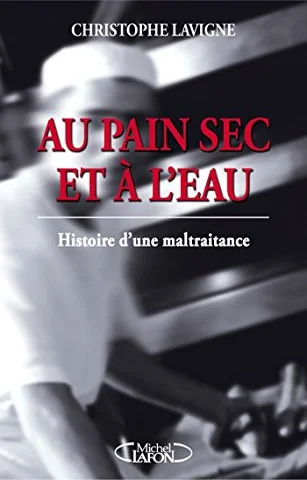 CHRISTOPHE LAVIGNE
AU PAIN SEC
ET À L'EAU
Histoire d'une maltraitance
Michel
LAFON